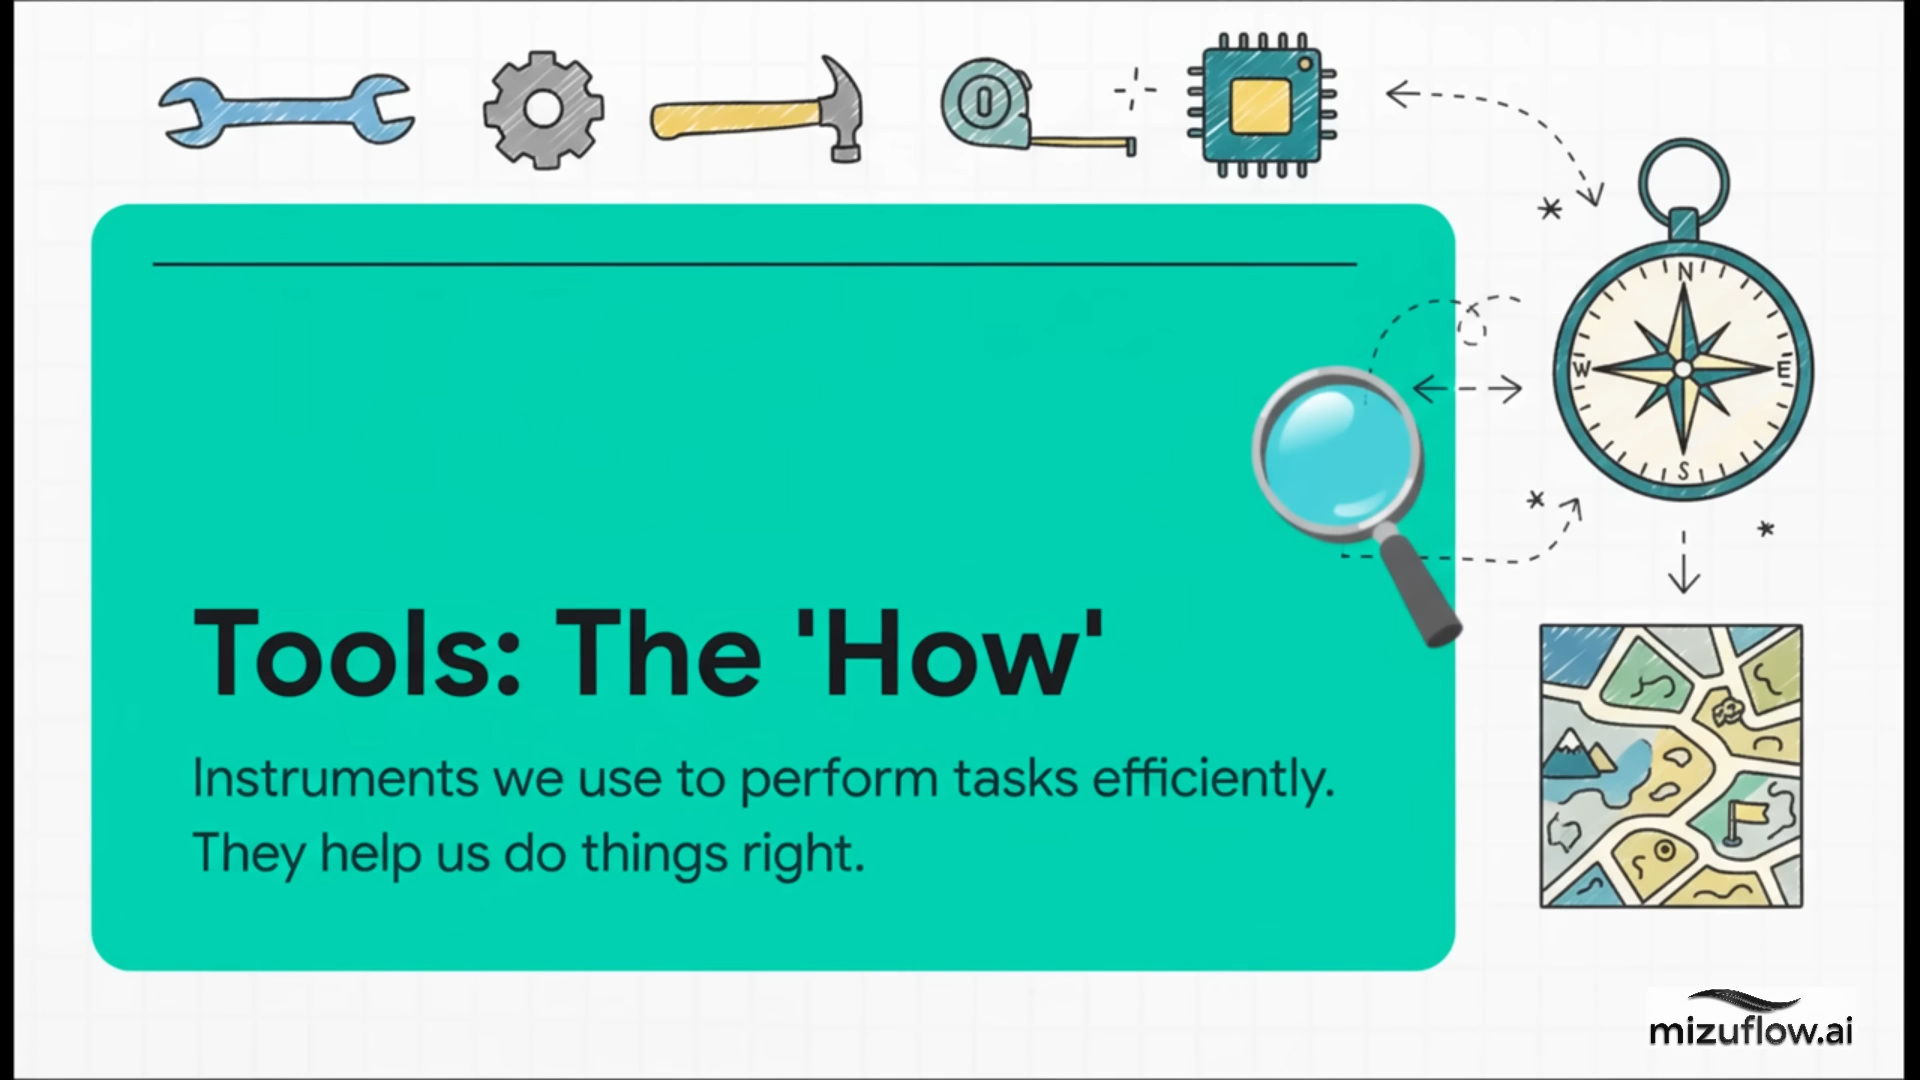 N
W
E
S
Tools: The 'How'
Instruments we use to perform tasks efficiently.
They help us do things right.
mizuflow.ai